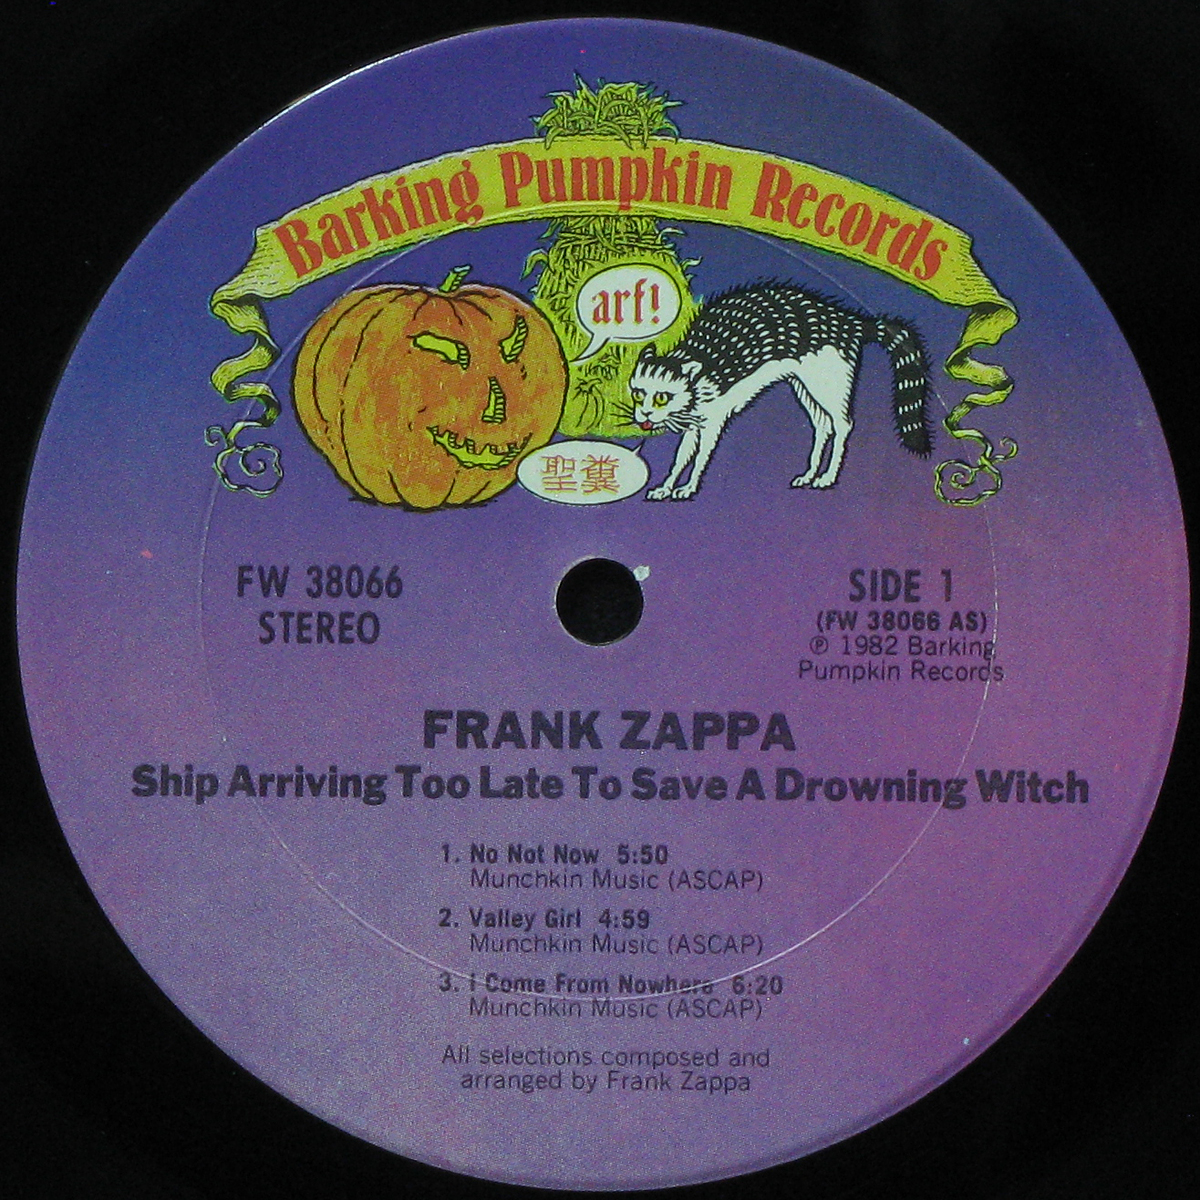 Barking Pumpkin Records
arf!
聖糞
FW 38066
STEREO
SIDE 1
(FW 38066 AS)
℗ 1982 Barking
Pumpkin Records
FRANK ZAPPA
Ship Arriving Too Late To Save A Drowning Witch
1. No Not Now 5:50
Munchkin Music (ASCAP)
2. Valley Girl 4:59
Munchkin Music (ASCAP)
3. I Come From Nowhere 6:20
Munchkin Music (ASCAP)
All selections composed and
arranged by Frank Zappa